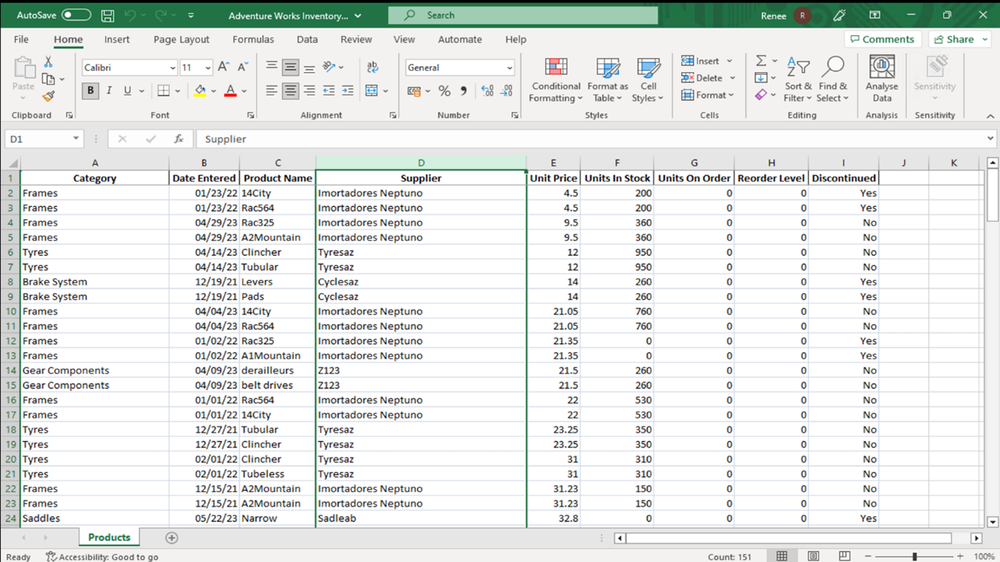 AutoSave Adventure Works Inventory... Search Renee R
File Home Insert Page Layout Formulas Data Review View Automate Help Comments Share
Paste
Calibri 11 General
B I U
Conditional Formatting
Format as Table
Cell Styles
Insert
Delete
Format
Sort & Filter
Find & Select
Analyse Data
Sensitivity
Clipboard Font Alignment Number Styles Cells Editing Analysis Sensitivity
D1 fx Supplier
A B C D E F G H I J K
1 Category Date Entered Product Name Supplier Unit Price Units In Stock Units On Order Reorder Level Discontinued
2 Frames 01/23/22 14City Imortadores Neptuno 4.5 200 0 0 Yes
3 Frames 01/23/22 Rac564 Imortadores Neptuno 4.5 200 0 0 Yes
4 Frames 04/29/23 Rac325 Imortadores Neptuno 9.5 360 0 0 No
5 Frames 04/29/23 A2Mountain Imortadores Neptuno 9.5 360 0 0 No
6 Tyres 04/14/23 Clincher Tyresaz 12 950 0 0 No
7 Tyres 04/14/23 Tubular Tyresaz 12 950 0 0 No
8 Brake System 12/19/21 Levers Cyclesaz 14 260 0 0 Yes
9 Brake System 12/19/21 Pads Cyclesaz 14 260 0 0 Yes
10 Frames 04/04/23 14City Imortadores Neptuno 21.05 760 0 0 No
11 Frames 04/04/23 Rac564 Imortadores Neptuno 21.05 760 0 0 No
12 Frames 01/02/22 Rac325 Imortadores Neptuno 21.35 0 0 0 Yes
13 Frames 01/02/22 A1Mountain Imortadores Neptuno 21.35 0 0 0 Yes
14 Gear Components 04/09/23 derailleurs Z123 21.5 260 0 0 No
15 Gear Components 04/09/23 belt drives Z123 21.5 260 0 0 No
16 Frames 01/01/22 Rac564 Imortadores Neptuno 22 530 0 0 No
17 Frames 01/01/22 14City Imortadores Neptuno 22 530 0 0 No
18 Tyres 12/27/21 Tubular Tyresaz 23.25 350 0 0 No
19 Tyres 12/27/21 Clincher Tyresaz 23.25 350 0 0 No
20 Tyres 02/01/22 Clincher Tyresaz 31 310 0 0 No
21 Tyres 02/01/22 Tubeless Tyresaz 31 310 0 0 No
22 Frames 12/15/21 A2Mountain Imortadores Neptuno 31.23 150 0 0 No
23 Frames 12/15/21 A2Mountain Imortadores Neptuno 31.23 150 0 0 No
24 Saddles 05/22/23 Narrow Sadleab 32.8 0 0 0 Yes
Products
Ready Accessibility: Good to go Count: 151 100%